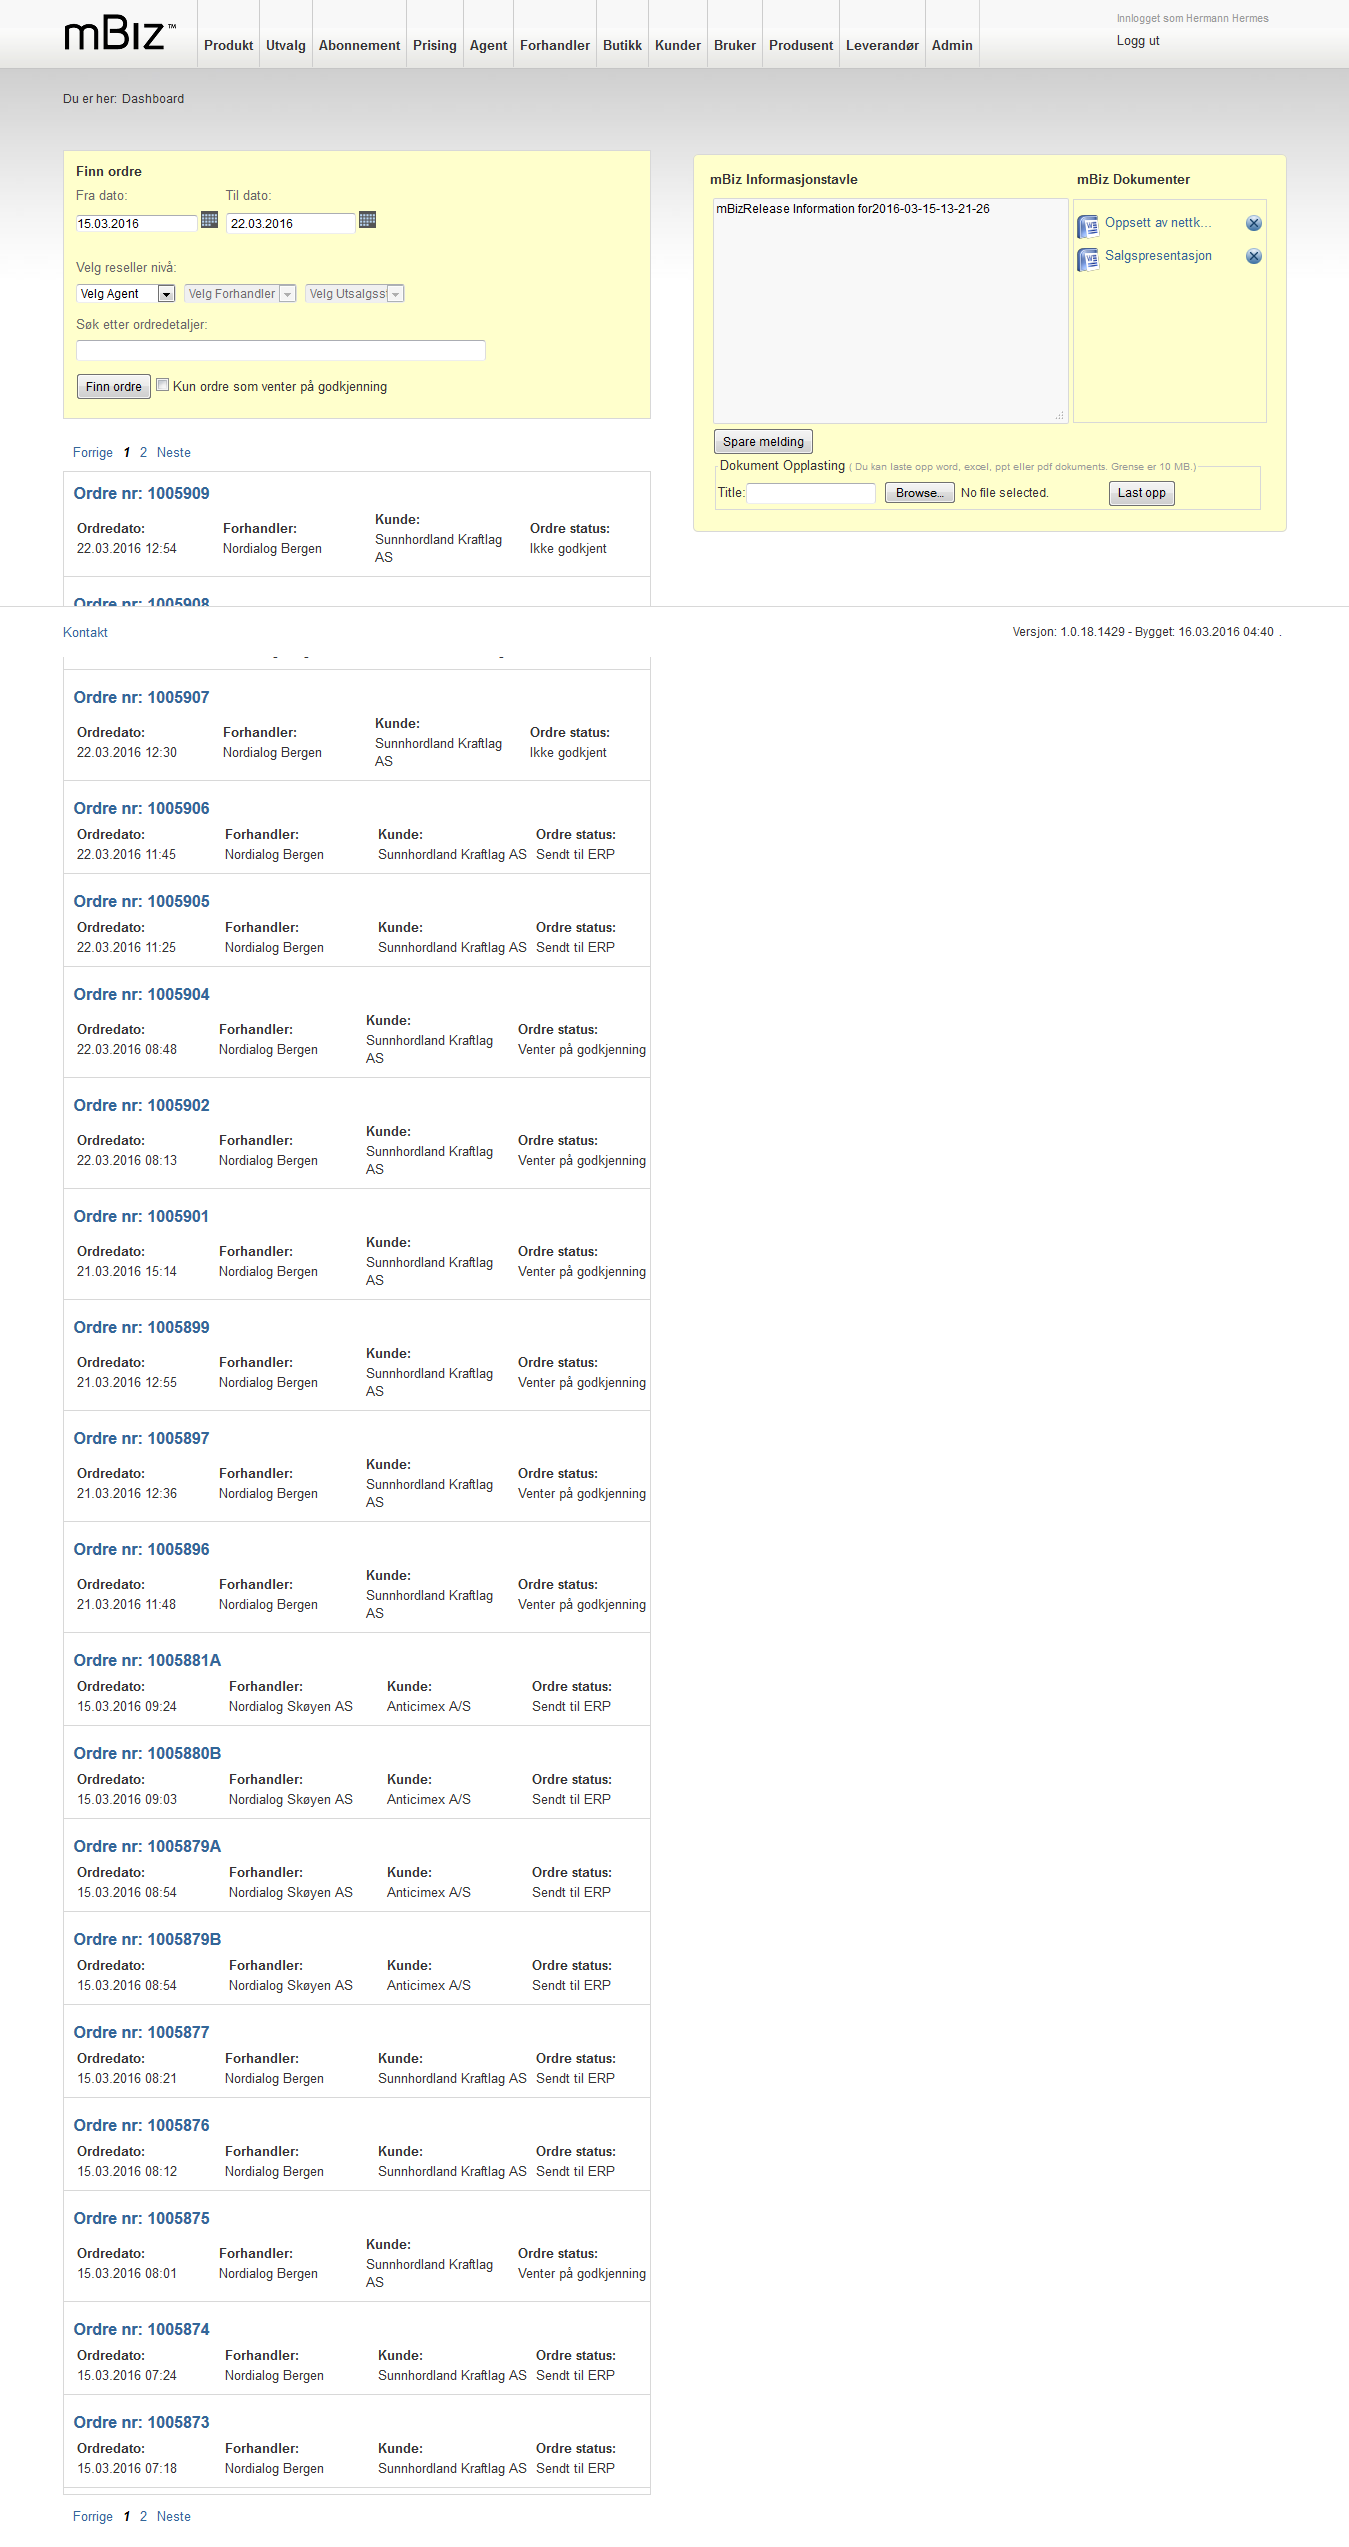 mBiz™
Produkt Utvalg Abonnement Prising Agent Forhandler Butikk Kunder Bruker Produsent Leverandør Admin
Innlogget som Hermann Hermes
Logg ut
Du er her: Dashboard
Finn ordre
Fra dato: Til dato:
15.03.2016 22.03.2016
Velg reseller nivå:
Velg Agent Velg Forhandler Velg Utsalgss
Søk etter ordredetaljer:
Finn ordre Kun ordre som venter på godkjenning
mBiz Informasjonstavle mBiz Dokumenter
mBizRelease Information for2016-03-15-13-21-26
Oppsett av nettk...
Salgspresentasjon
Spare melding
Dokument Opplasting ( Du kan laste opp word, excel, ppt eller pdf dokuments. Grense er 10 MB.)
Title: Browse... No file selected. Last opp
Forrige 1 2 Neste
Ordre nr: 1005909
Ordredato: Forhandler: Kunde: Ordre status:
22.03.2016 12:54 Nordialog Bergen Sunnhordland Kraftlag AS Ikke godkjent
Ordre nr: 1005908
Kontakt Versjon: 1.0.18.1429 - Bygget: 16.03.2016 04:40 .
Ordre nr: 1005907
Ordredato: Forhandler: Kunde: Ordre status:
22.03.2016 12:30 Nordialog Bergen Sunnhordland Kraftlag AS Ikke godkjent
Ordre nr: 1005906
Ordredato: Forhandler: Kunde: Ordre status:
22.03.2016 11:45 Nordialog Bergen Sunnhordland Kraftlag AS Sendt til ERP
Ordre nr: 1005905
Ordredato: Forhandler: Kunde: Ordre status:
22.03.2016 11:25 Nordialog Bergen Sunnhordland Kraftlag AS Sendt til ERP
Ordre nr: 1005904
Ordredato: Forhandler: Kunde: Ordre status:
22.03.2016 08:48 Nordialog Bergen Sunnhordland Kraftlag AS Venter på godkjenning
Ordre nr: 1005902
Ordredato: Forhandler: Kunde: Ordre status:
22.03.2016 08:13 Nordialog Bergen Sunnhordland Kraftlag AS Venter på godkjenning
Ordre nr: 1005901
Ordredato: Forhandler: Kunde: Ordre status:
21.03.2016 15:14 Nordialog Bergen Sunnhordland Kraftlag AS Venter på godkjenning
Ordre nr: 1005899
Ordredato: Forhandler: Kunde: Ordre status:
21.03.2016 12:55 Nordialog Bergen Sunnhordland Kraftlag AS Venter på godkjenning
Ordre nr: 1005897
Ordredato: Forhandler: Kunde: Ordre status:
21.03.2016 12:36 Nordialog Bergen Sunnhordland Kraftlag AS Venter på godkjenning
Ordre nr: 1005896
Ordredato: Forhandler: Kunde: Ordre status:
21.03.2016 11:48 Nordialog Bergen Sunnhordland Kraftlag AS Venter på godkjenning
Ordre nr: 1005881A
Ordredato: Forhandler: Kunde: Ordre status:
15.03.2016 09:24 Nordialog Skøyen AS Anticimex A/S Sendt til ERP
Ordre nr: 1005880B
Ordredato: Forhandler: Kunde: Ordre status:
15.03.2016 09:03 Nordialog Skøyen AS Anticimex A/S Sendt til ERP
Ordre nr: 1005879A
Ordredato: Forhandler: Kunde: Ordre status:
15.03.2016 08:54 Nordialog Skøyen AS Anticimex A/S Sendt til ERP
Ordre nr: 1005879B
Ordredato: Forhandler: Kunde: Ordre status:
15.03.2016 08:54 Nordialog Skøyen AS Anticimex A/S Sendt til ERP
Ordre nr: 1005877
Ordredato: Forhandler: Kunde: Ordre status:
15.03.2016 08:21 Nordialog Bergen Sunnhordland Kraftlag AS Sendt til ERP
Ordre nr: 1005876
Ordredato: Forhandler: Kunde: Ordre status:
15.03.2016 08:12 Nordialog Bergen Sunnhordland Kraftlag AS Sendt til ERP
Ordre nr: 1005875
Ordredato: Forhandler: Kunde: Ordre status:
15.03.2016 08:01 Nordialog Bergen Sunnhordland Kraftlag AS Venter på godkjenning
Ordre nr: 1005874
Ordredato: Forhandler: Kunde: Ordre status:
15.03.2016 07:24 Nordialog Bergen Sunnhordland Kraftlag AS Sendt til ERP
Ordre nr: 1005873
Ordredato: Forhandler: Kunde: Ordre status:
15.03.2016 07:18 Nordialog Bergen Sunnhordland Kraftlag AS Sendt til ERP
Forrige 1 2 Neste